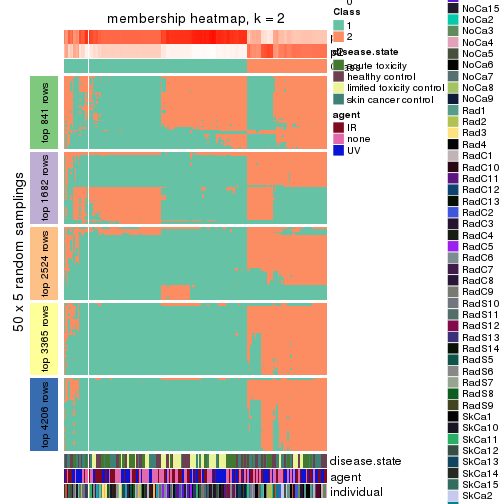 membership heatmap, k = 2
50 x 5 random samplings
top 841 rows
top 1682 rows
top 2524 rows
top 3365 rows
top 4206 rows
disease.state
agent
individual
Class
1
2
disease.state
acute toxicity
healthy control
limited toxicity control
skin cancer control
agent
IR
none
UV
NoCa15
NoCa2
NoCa3
NoCa4
NoCa5
NoCa6
NoCa7
NoCa8
NoCa9
Rad1
Rad2
Rad3
Rad4
RadC1
RadC10
RadC11
RadC12
RadC13
RadC2
RadC3
RadC4
RadC5
RadC6
RadC7
RadC8
RadC9
RadS10
RadS11
RadS12
RadS13
RadS14
RadS5
RadS6
RadS7
RadS8
RadS9
SkCa1
SkCa10
SkCa11
SkCa12
SkCa13
SkCa14
SkCa15
SkCa2